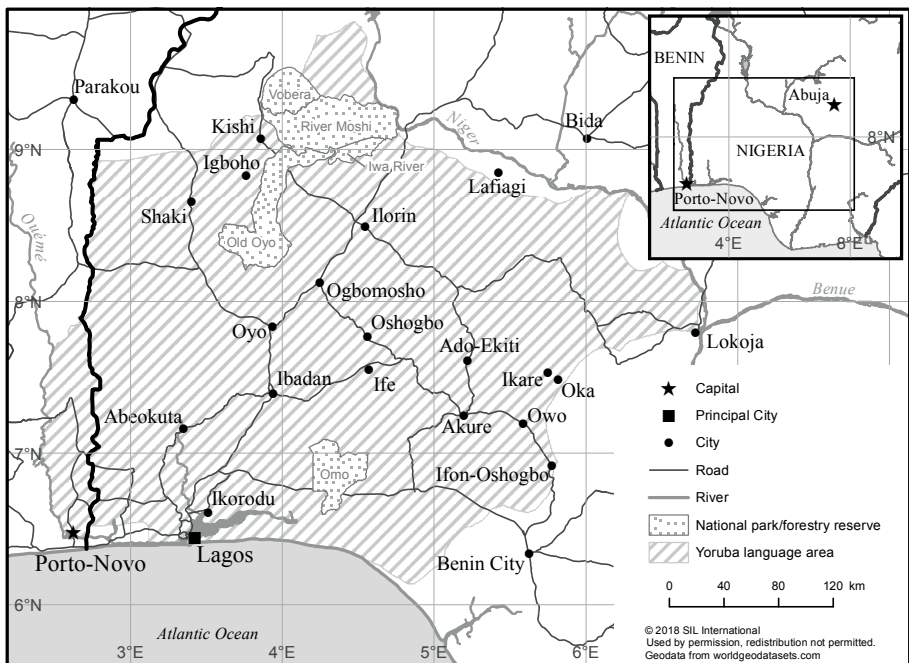 Parakou
Vobera
Kishi
River Moshi
Niger
Bida
9°N
Igboho
Iwa River
Lafiagi
Shaki
Ilorin
Ouèmé
Old Oyo
Ogbomosho
8°N
Oyo
Oshogbo
Ado-Ekiti
Benue
Lokoja
Ibadan
Ife
Ikare
Oka
Abeokuta
Akure
Owo
7°N
Omo
Ifon-Oshogbo
Ikorodu
Porto-Novo
Lagos
Benin City
6°N
Atlantic Ocean
3°E
4°E
5°E
6°E
BENIN
Abuja
8°N
NIGERIA
Porto-Novo
Atlantic Ocean
4°E
8°E
Capital
Principal City
City
Road
River
National park/forestry reserve
Yoruba language area
0 40 80 120 km
© 2018 SIL International
Used by permission, redistribution not permitted.
Geodata from worldgeodatasets.com